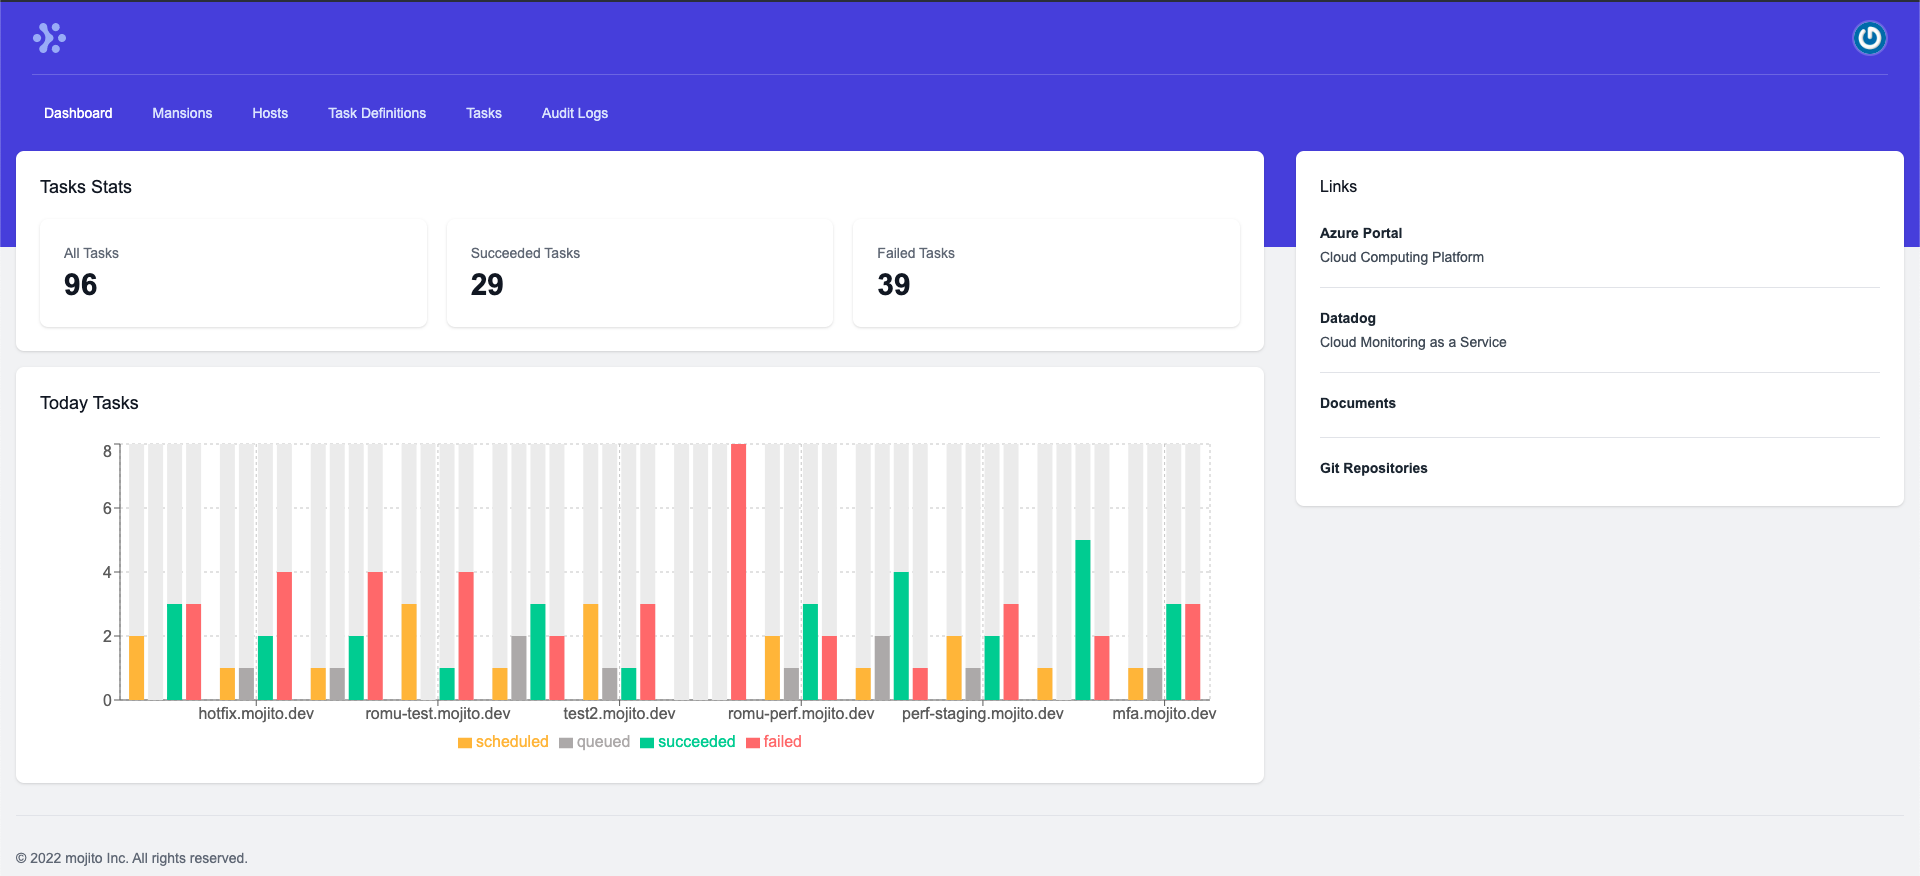 Dashboard Mansions Hosts Task Definitions Tasks Audit Logs
Tasks Stats
All Tasks
96
Succeeded Tasks
29
Failed Tasks
39
Today Tasks
8
6
4
2
0
hotfix.mojito.dev romu-test.mojito.dev test2.mojito.dev romu-perf.mojito.dev perf-staging.mojito.dev mfa.mojito.dev
scheduled queued succeeded failed
Links
Azure Portal
Cloud Computing Platform
Datadog
Cloud Monitoring as a Service
Documents
Git Repositories
© 2022 mojito Inc. All rights reserved.